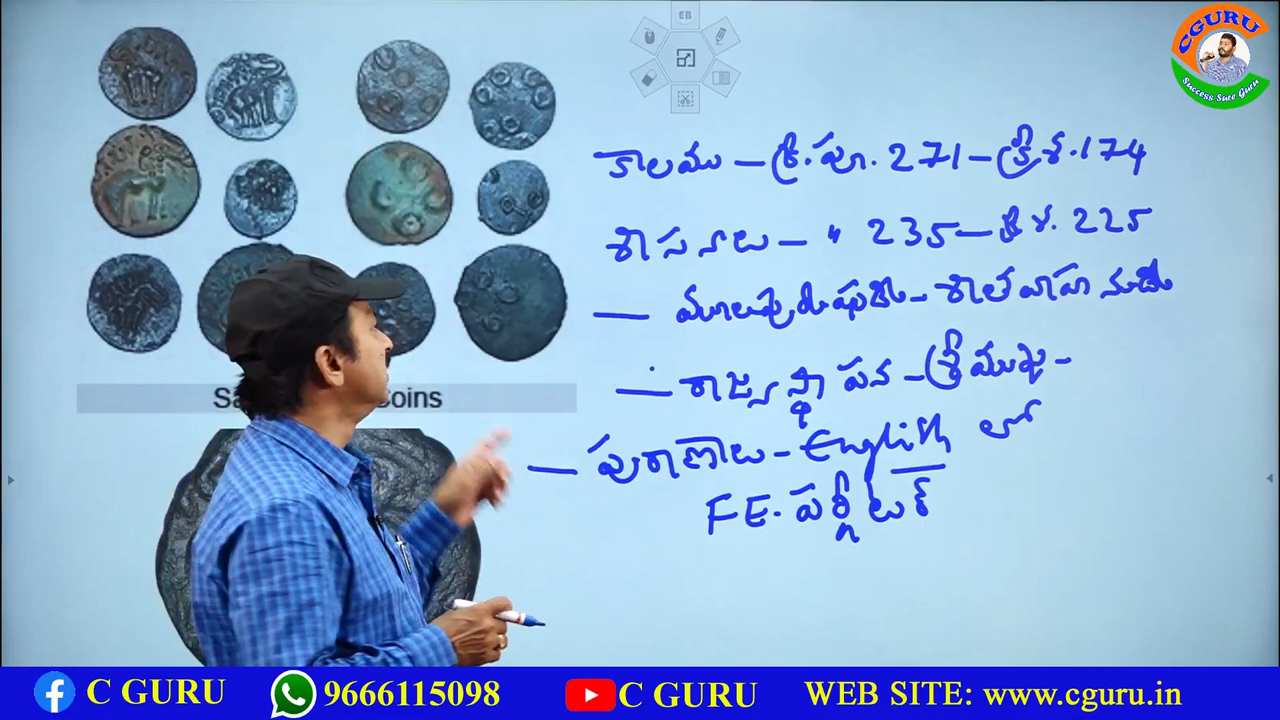 EB
CGURU
Success Sure Guru
కాలము – క్రీ.పూ. 271 – క్రీ.శ. 174
శాసనాలు – " 235 – క్రీ.శ. 225
— మూలపురుషుడు – శాతవాహనుడు
— రాజ్యస్థాపన – శ్రీముఖ –
— పురాణాలు – English లో
FE. పర్గీటర్
Coins
C GURU 9666115098 C GURU WEB SITE: www.cguru.in